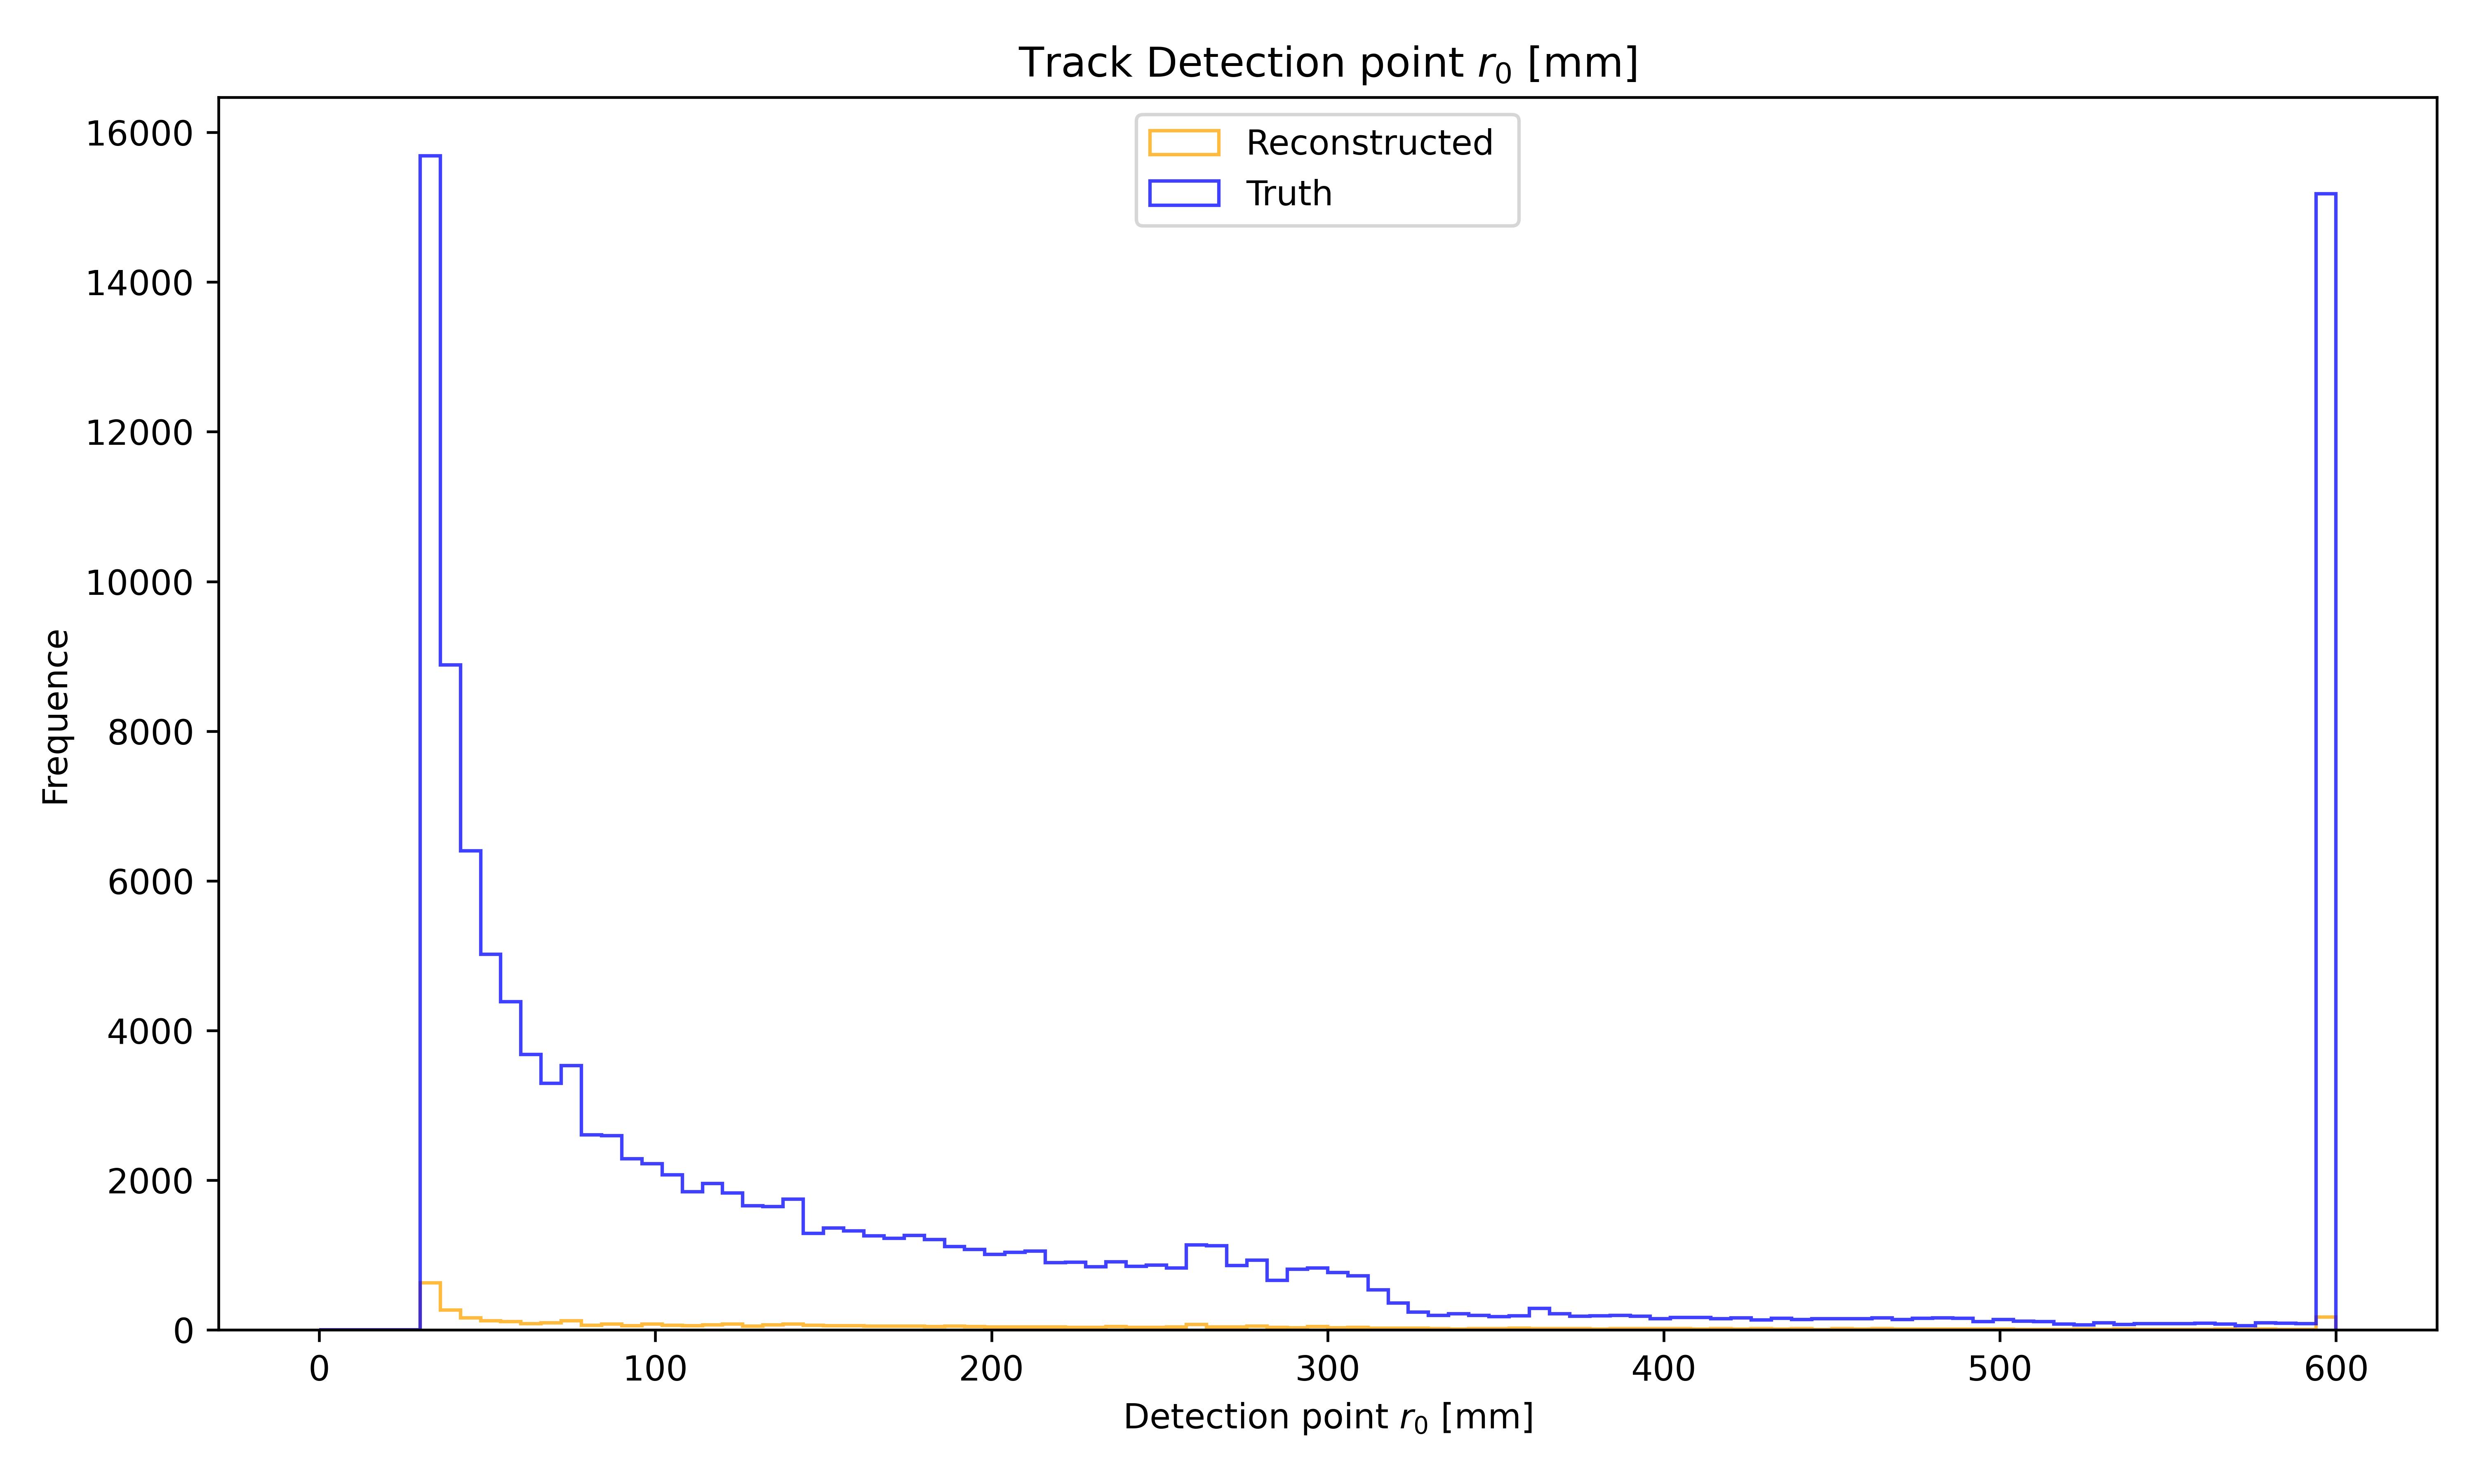 Track Detection point r₀ [mm]
Reconstructed
Truth
16000
14000
12000
10000
8000
6000
4000
2000
0
Frequence
0 100 200 300 400 500 600
Detection point r₀ [mm]